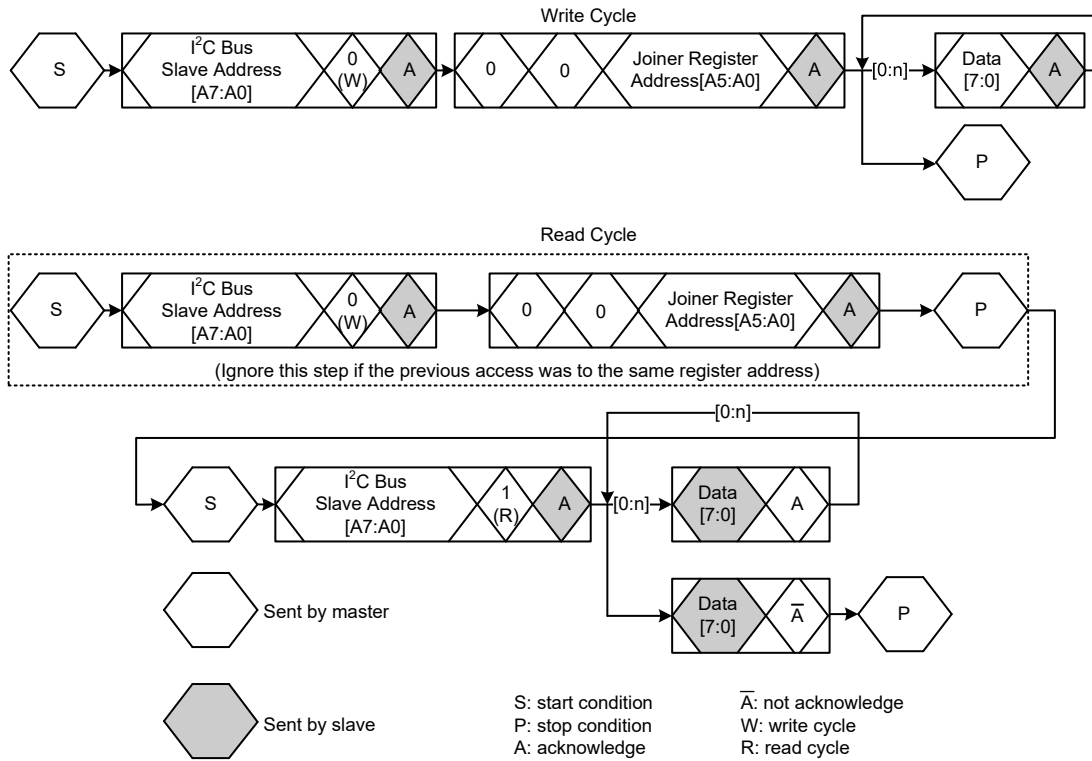 Write Cycle
S
I²C Bus
Slave Address
[A7:A0]
0
(W)
A
0
0
Joiner Register
Address[A5:A0]
A
[0:n]
Data
[7:0]
A
P
Read Cycle
S
I²C Bus
Slave Address
[A7:A0]
0
(W)
A
0
0
Joiner Register
Address[A5:A0]
A
P
(Ignore this step if the previous access was to the same register address)
[0:n]
S
I²C Bus
Slave Address
[A7:A0]
1
(R)
A
[0:n]
Data
[7:0]
A
Data
[7:0]
A̅
P
Sent by master
Sent by slave
S: start condition
P: stop condition
A: acknowledge
A̅: not acknowledge
W: write cycle
R: read cycle